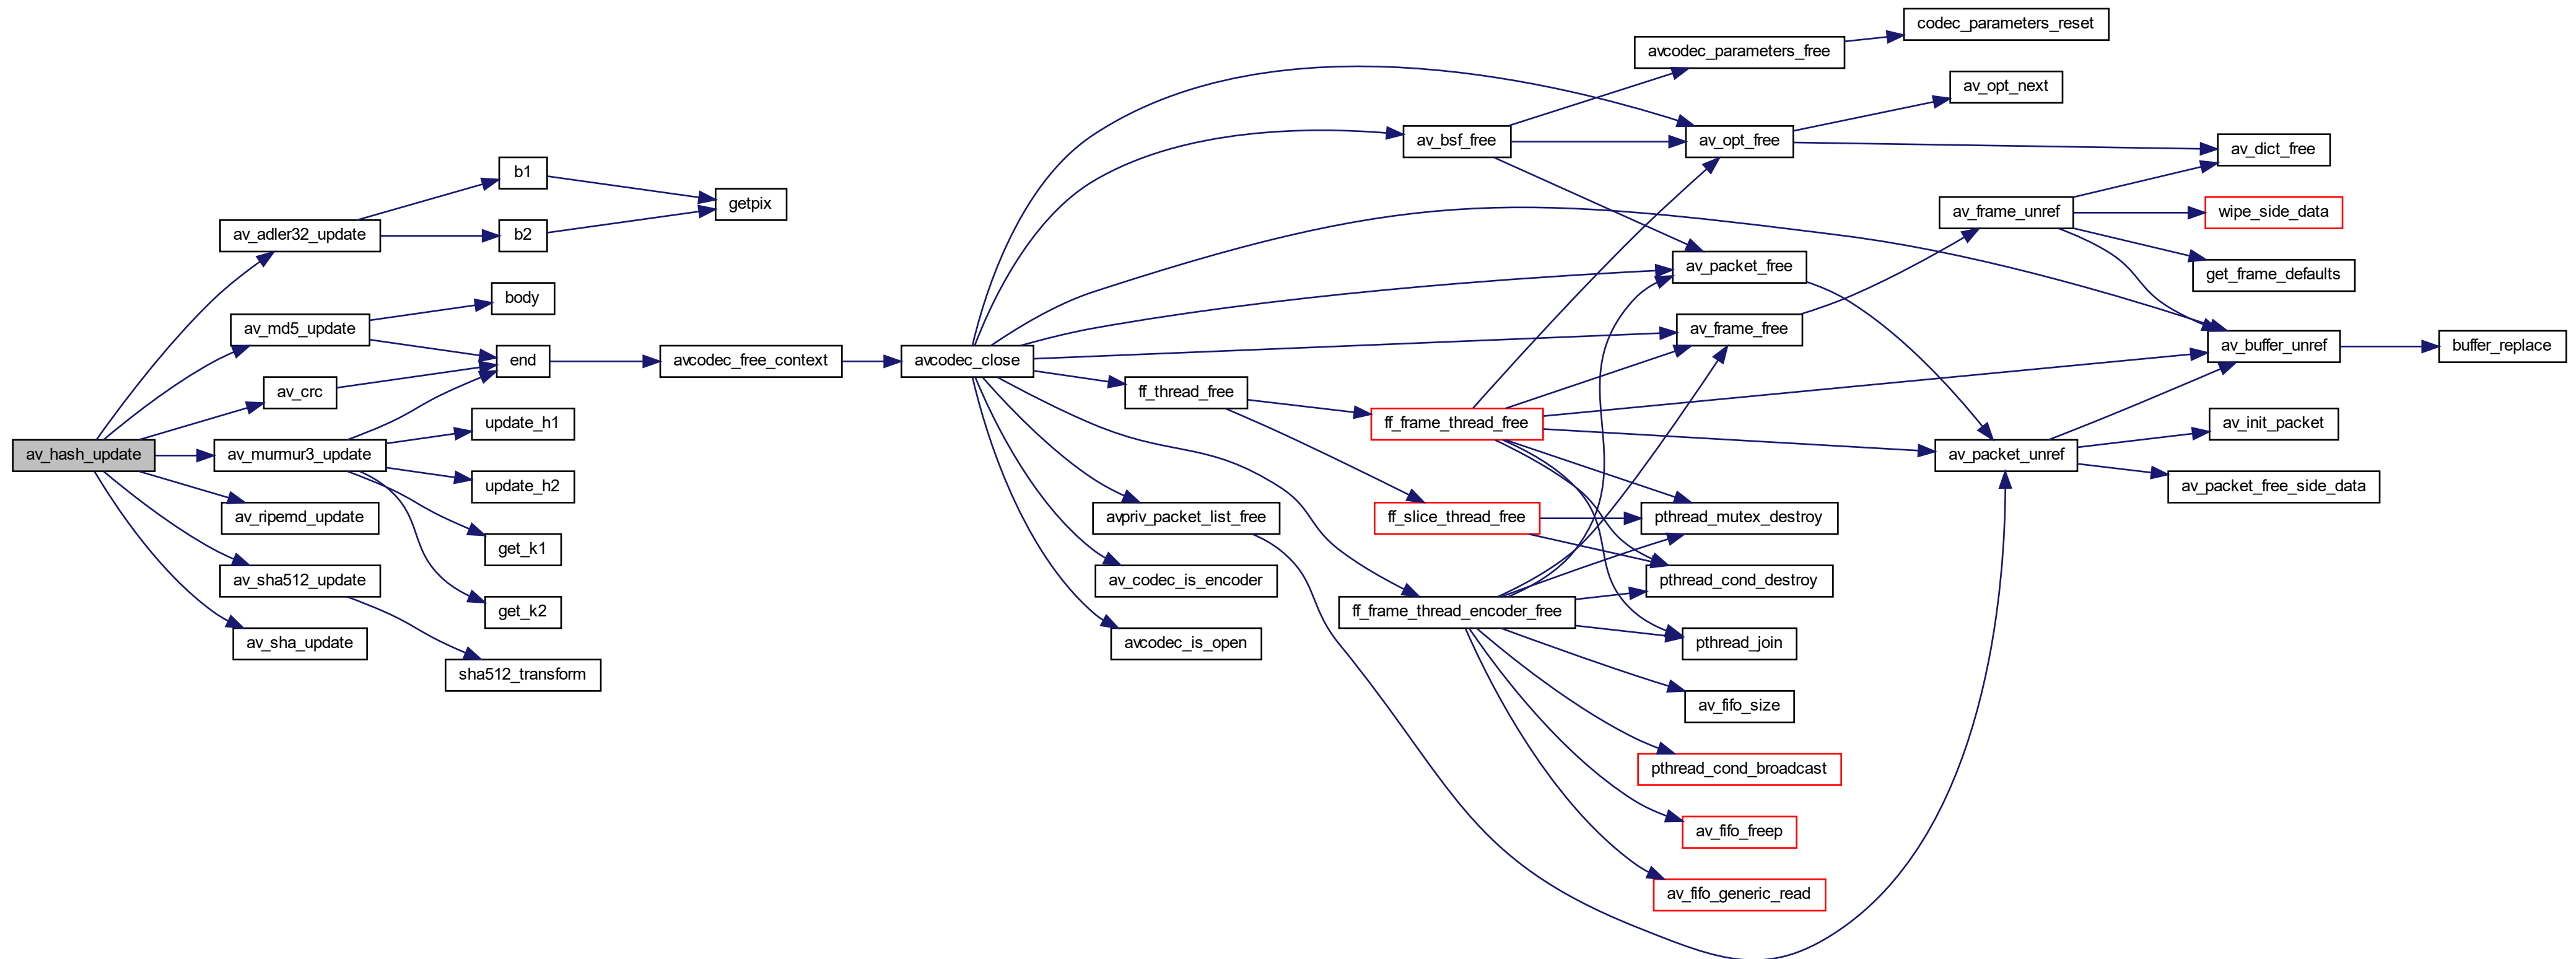 av_hash_update
av_adler32_update
av_md5_update
av_crc
av_murmur3_update
av_ripemd_update
av_sha512_update
av_sha_update
b1
b2
body
end
update_h1
update_h2
get_k1
get_k2
sha512_transform
getpix
avcodec_free_context
avcodec_close
ff_thread_free
avpriv_packet_list_free
av_codec_is_encoder
avcodec_is_open
av_bsf_free
ff_frame_thread_free
ff_slice_thread_free
ff_frame_thread_encoder_free
avcodec_parameters_free
av_opt_free
av_packet_free
av_frame_free
pthread_mutex_destroy
pthread_cond_destroy
pthread_join
av_fifo_size
pthread_cond_broadcast
av_fifo_freep
av_fifo_generic_read
codec_parameters_reset
av_opt_next
av_frame_unref
av_packet_unref
av_dict_free
wipe_side_data
get_frame_defaults
av_buffer_unref
av_init_packet
av_packet_free_side_data
buffer_replace